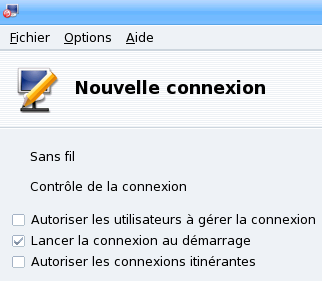 Fichier Options Aide
Nouvelle connexion
Sans fil
Contrôle de la connexion
Autoriser les utilisateurs à gérer la connexion
Lancer la connexion au démarrage
Autoriser les connexions itinérantes